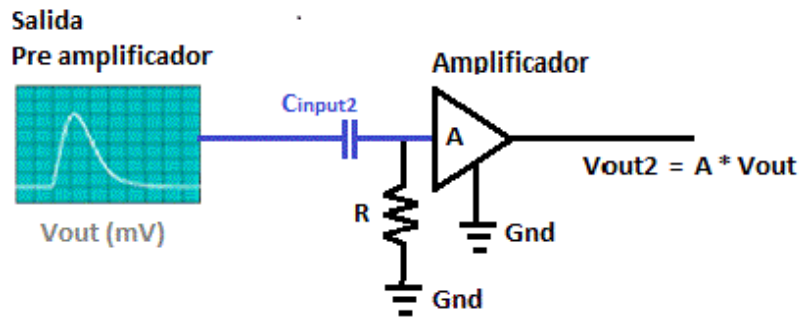 Salida
Pre amplificador
Amplificador
Cinput2
A
Vout2 = A * Vout
R
Gnd
Vout (mV)
Gnd